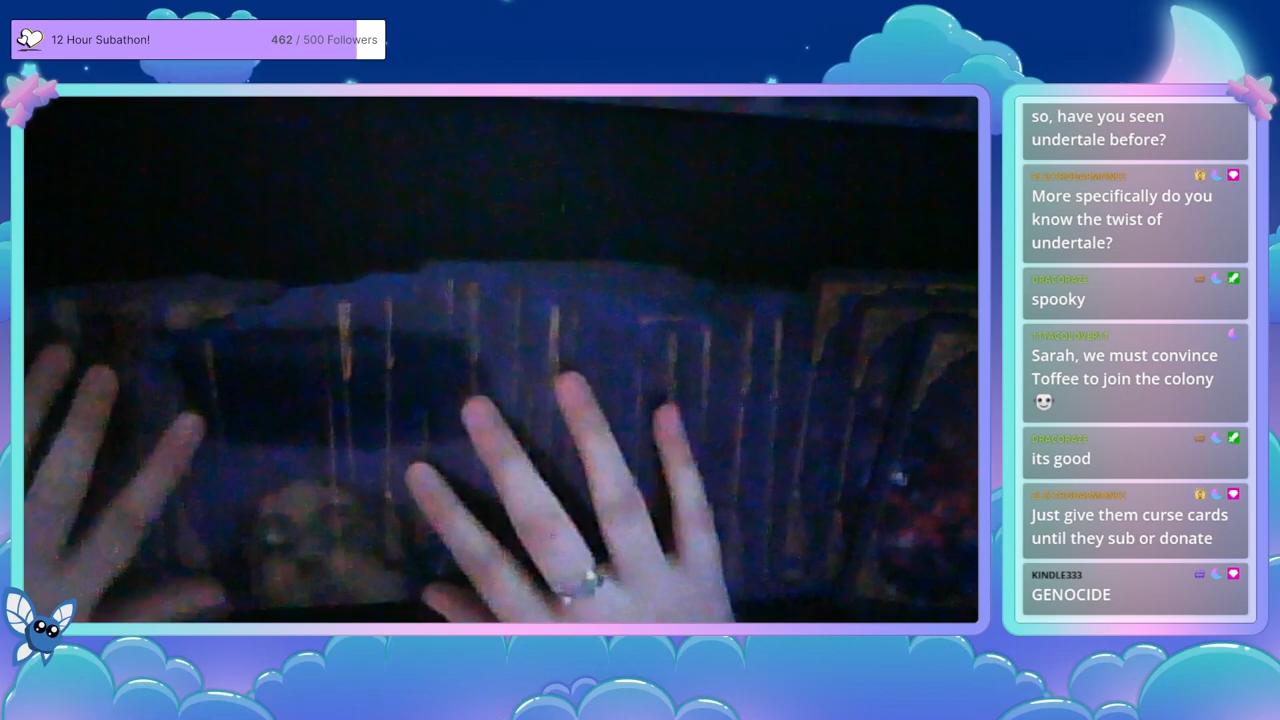 12 Hour Subathon!
462 / 500 Followers
so, have you seen
undertale before?
More specifically do you
know the twist of
undertale?
DRACORAZE
spooky
Sarah, we must convince
Toffee to join the colony
DRACORAZE
its good
Just give them curse cards
until they sub or donate
KINDLE333
GENOCIDE